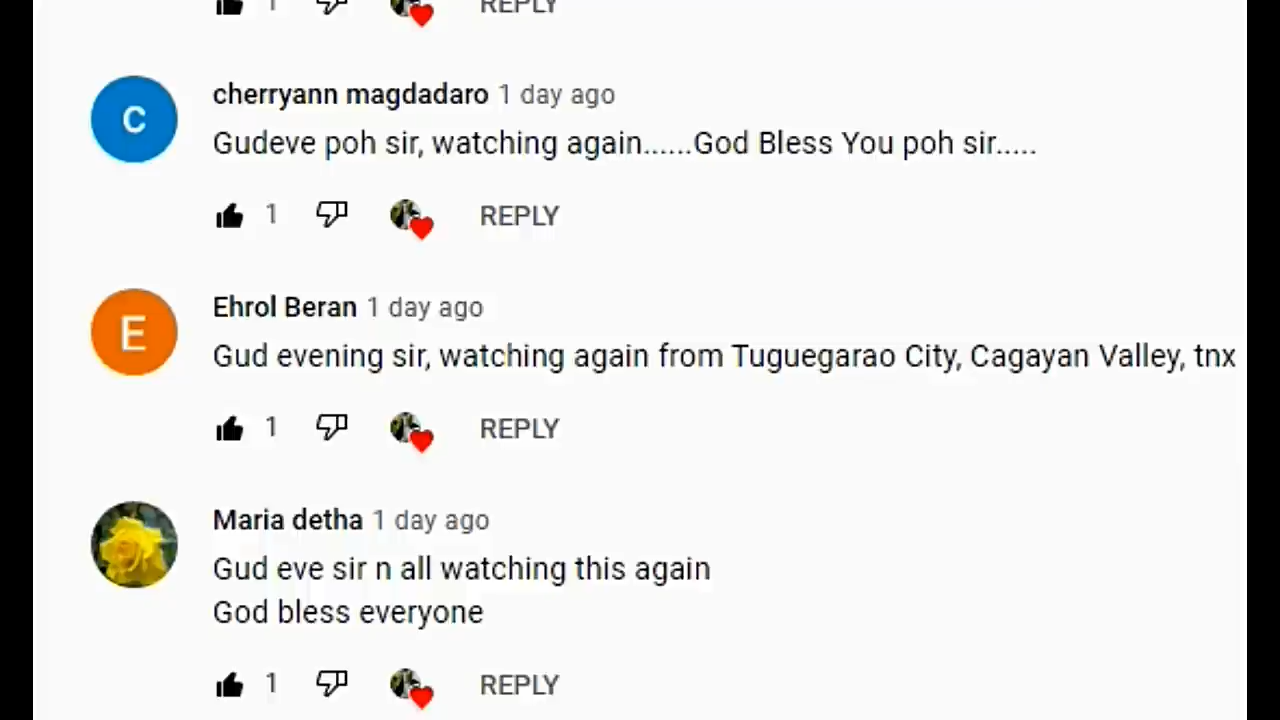 1 REPLY
C
cherryann magdadaro 1 day ago
Gudeve poh sir, watching again......God Bless You poh sir.....
1 REPLY
E
Ehrol Beran 1 day ago
Gud evening sir, watching again from Tuguegarao City, Cagayan Valley, tnx
1 REPLY
Maria detha 1 day ago
Gud eve sir n all watching this again
God bless everyone
1 REPLY